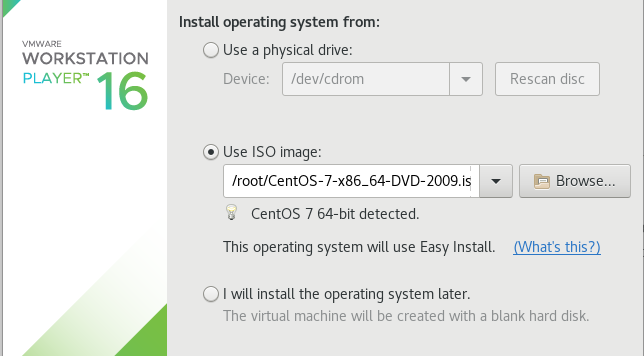 VMWARE
WORKSTATION
PLAYER™ 16
Install operating system from:
Use a physical drive:
Device: /dev/cdrom Rescan disc
Use ISO image:
/root/CentOS-7-x86_64-DVD-2009.is Browse...
CentOS 7 64-bit detected.
This operating system will use Easy Install. (What's this?)
I will install the operating system later.
The virtual machine will be created with a blank hard disk.